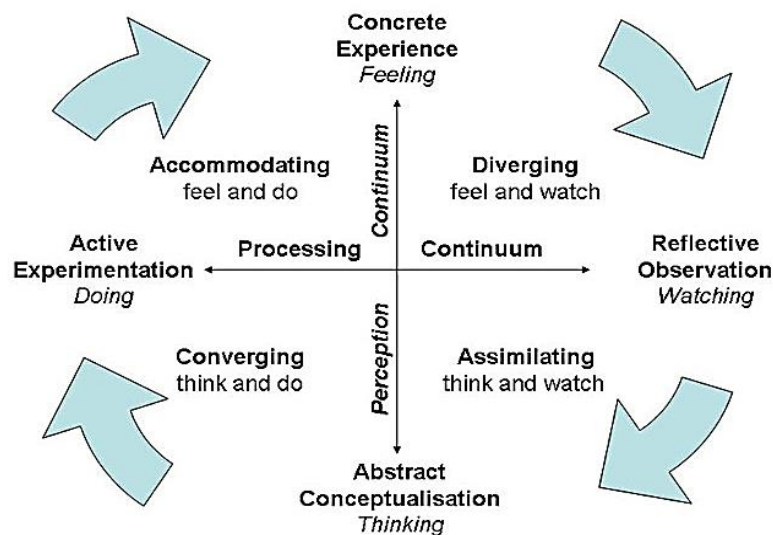 Concrete
Experience
Feeling
Accommodating
feel and do
Continuum
Diverging
feel and watch
Active
Experimentation
Doing
Processing
Continuum
Reflective
Observation
Watching
Converging
think and do
Perception
Assimilating
think and watch
Abstract
Conceptualisation
Thinking